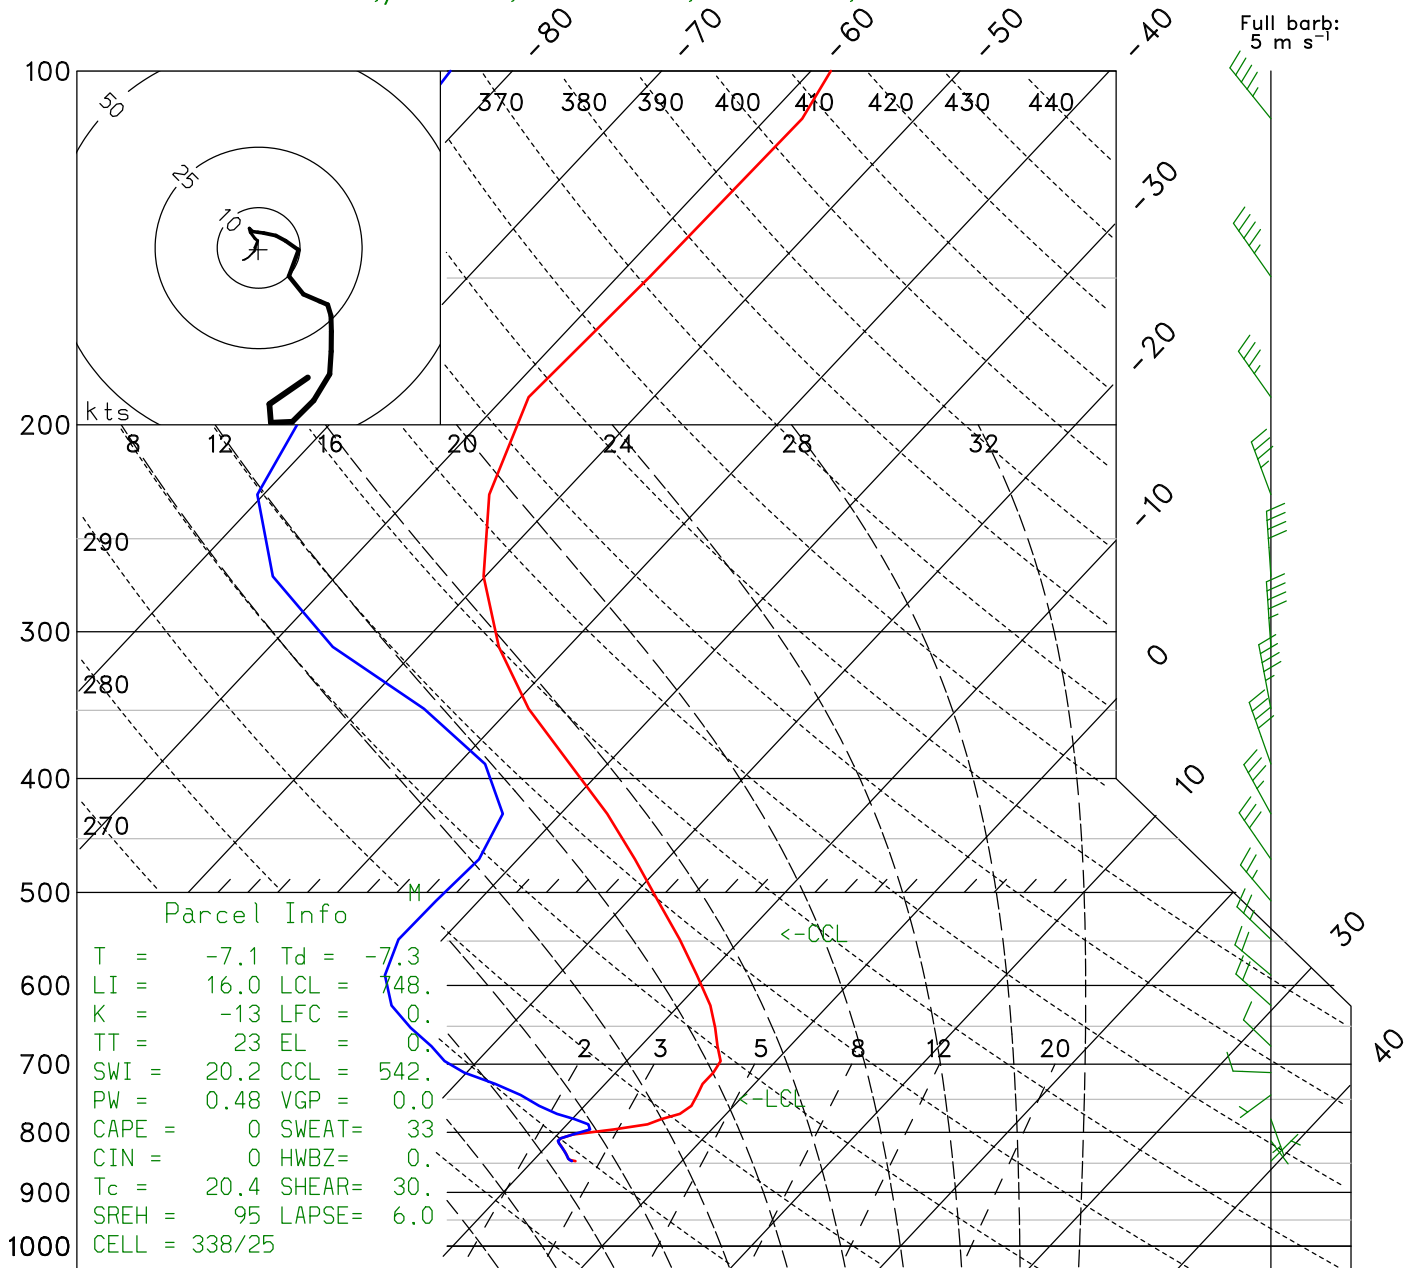 -80 -70 -60 -50 -40
Full barb:
5 m s⁻¹
100
370 380 390 400 410 420 430 440
50
25
10
kts
-30
-20
200
8 12 16 20 24 28 32
-10
290
300
0
280
400
10
270
500
M
Parcel Info
<-CCL
30
T = -7.1 Td = -7.3
LI = 16.0 LCL = 748.
600
K = -13 LFC = 0.
TT = 23 EL = 0.
40
2 3 5 8 12 20
700
SWI = 20.2 CCL = 542.
PW = 0.48 VGP = 0.0
<-LCL
CAPE = 0 SWEAT= 33
800
CIN = 0 HWBZ= 0.
Tc = 20.4 SHEAR= 30.
900
SREH = 95 LAPSE= 6.0
CELL = 338/25
1000